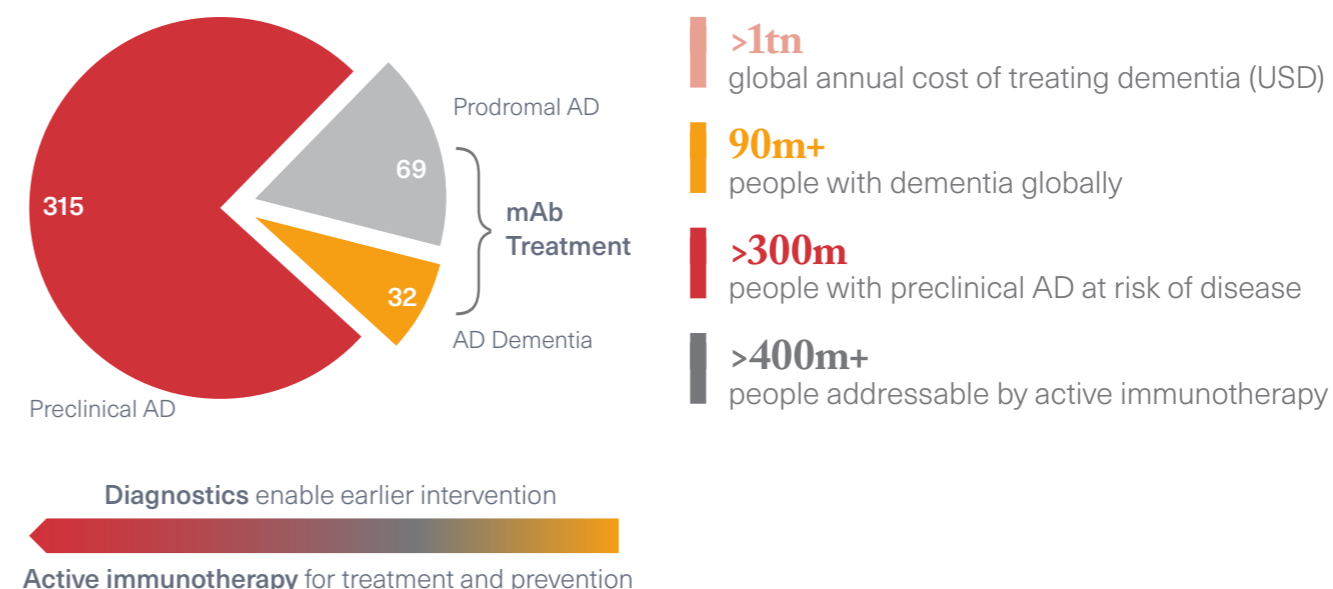 315
69
32
Prodromal AD
mAb
Treatment
AD Dementia
Preclinical AD
Diagnostics enable earlier intervention
Active immunotherapy for treatment and prevention
>1tn
global annual cost of treating dementia (USD)
90m+
people with dementia globally
>300m
people with preclinical AD at risk of disease
>400m+
people addressable by active immunotherapy